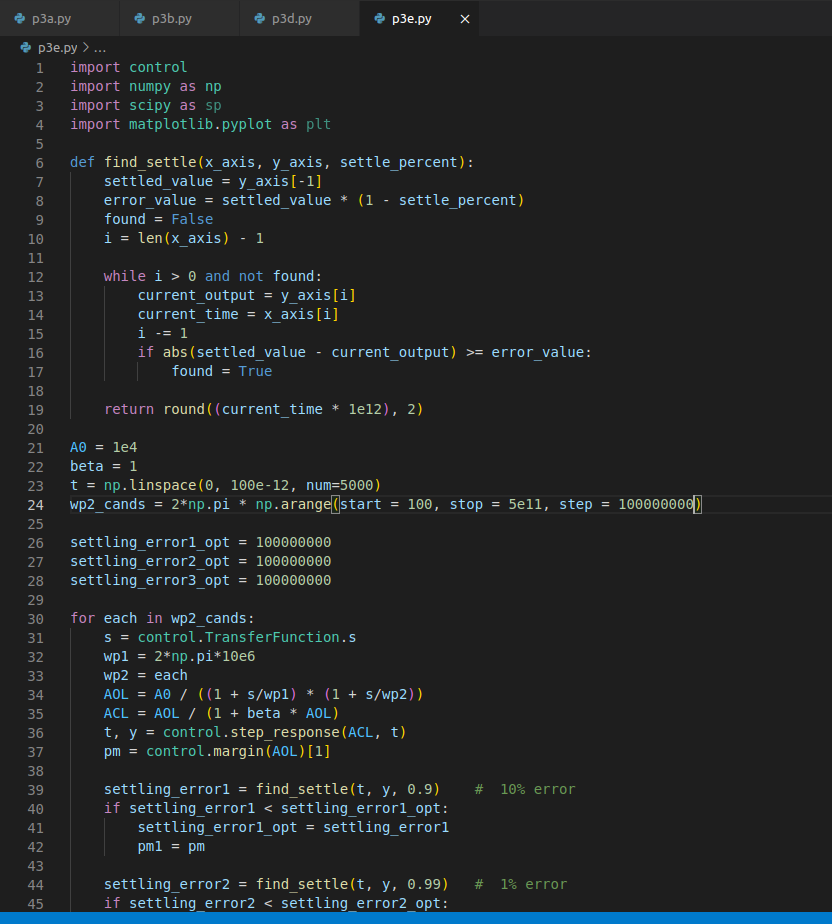 p3a.py p3b.py p3d.py p3e.py ×
p3e.py > ...
1 import control
2 import numpy as np
3 import scipy as sp
4 import matplotlib.pyplot as plt
5
6 def find_settle(x_axis, y_axis, settle_percent):
7     settled_value = y_axis[-1]
8     error_value = settled_value * (1 - settle_percent)
9     found = False
10     i = len(x_axis) - 1
11
12     while i > 0 and not found:
13         current_output = y_axis[i]
14         current_time = x_axis[i]
15         i -= 1
16         if abs(settled_value - current_output) >= error_value:
17             found = True
18
19     return round((current_time * 1e12), 2)
20
21 A0 = 1e4
22 beta = 1
23 t = np.linspace(0, 100e-12, num=5000)
24 wp2_cands = 2*np.pi * np.arange(start = 100, stop = 5e11, step = 100000000)
25
26 settling_error1_opt = 100000000
27 settling_error2_opt = 100000000
28 settling_error3_opt = 100000000
29
30 for each in wp2_cands:
31     s = control.TransferFunction.s
32     wp1 = 2*np.pi*10e6
33     wp2 = each
34     AOL = A0 / ((1 + s/wp1) * (1 + s/wp2))
35     ACL = AOL / (1 + beta * AOL)
36     t, y = control.step_response(ACL, t)
37     pm = control.margin(AOL)[1]
38
39     settling_error1 = find_settle(t, y, 0.9)    #  10% error
40     if settling_error1 < settling_error1_opt:
41         settling_error1_opt = settling_error1
42         pm1 = pm
43
44     settling_error2 = find_settle(t, y, 0.99)   #  1% error
45     if settling_error2 < settling_error2_opt: